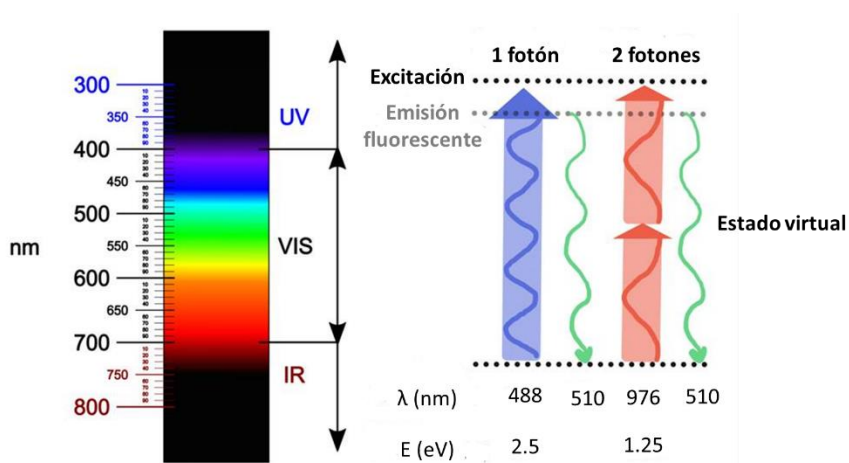 300
350
UV
400
450
500
nm
550
VIS
600
650
700
750
IR
800
1 fotón
2 fotones
Excitación
Emisión
fluorescente
Estado virtual
λ (nm)
488
510
976
510
E (eV)
2.5
1.25